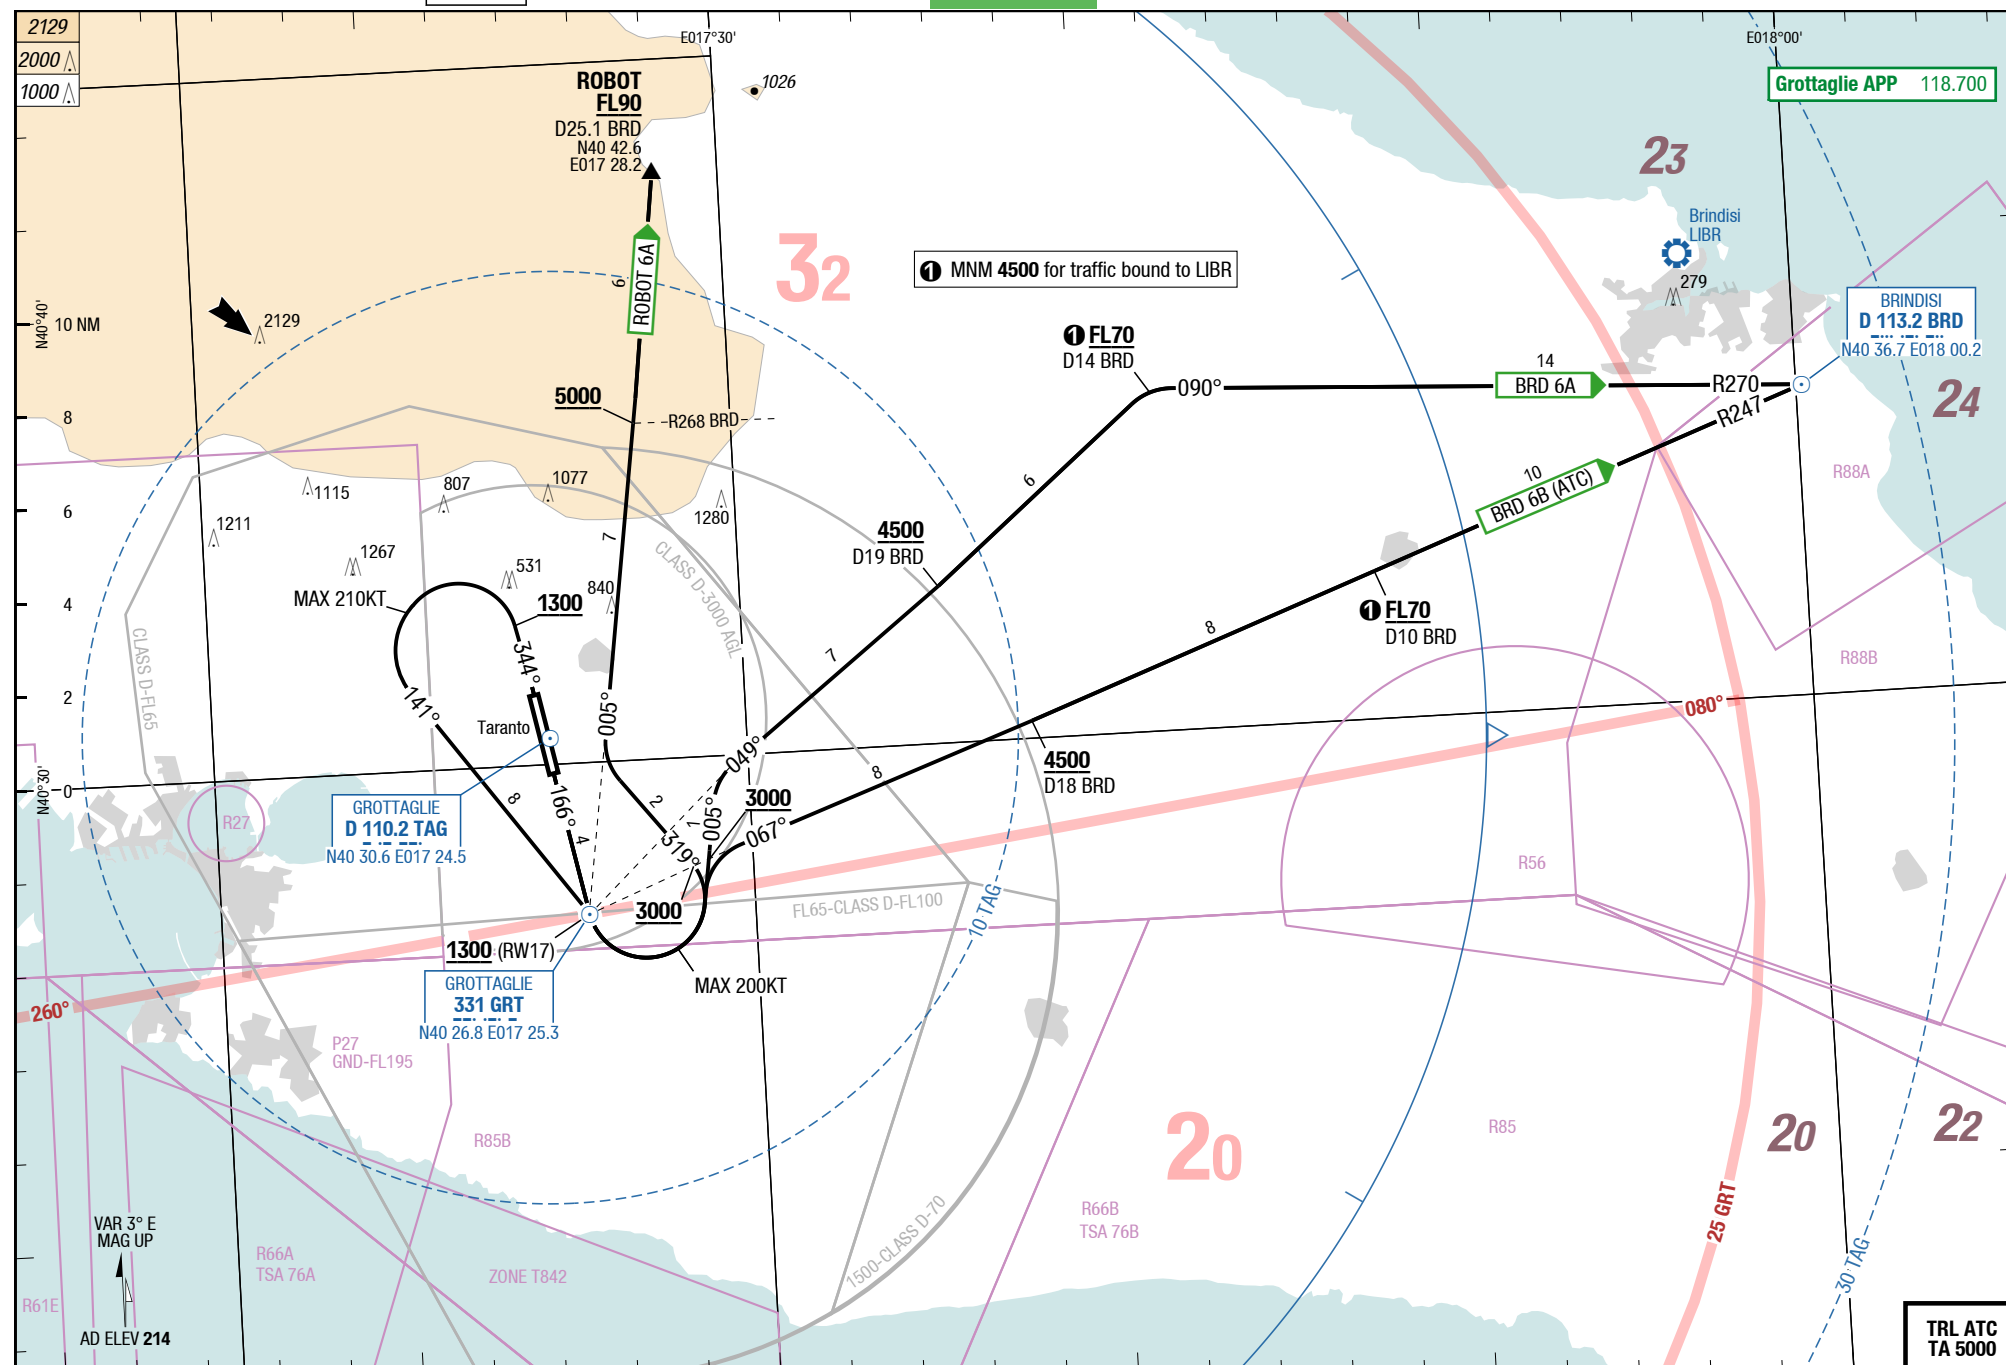 2129
2000
1000
E017°30'
E018°00'
Grottaglie APP 118.700
ROBOT
FL90
D25.1 BRD
N40 42.6
E017 28.2
1026
23
Brindisi
LIBR
279
32
❶ MNM 4500 for traffic bound to LIBR
ROBOT 6A
6
BRINDISI
D 113.2 BRD
N40 36.7 E018 00.2
N40°40'
10 NM
2129
❶ FL70
D14 BRD
090°
14
BRD 6A
R270
R247
24
5000
R268 BRD
8
10
BRD 6B (ATC)
R88A
6
1115
807
1077
1280
1211
1267
531
840
7
6
4500
D19 BRD
CLASS D-3000 AGL
MAX 210KT
1300
4
❶ FL70
D10 BRD
8
7
344°
CLASS D-FL65
R88B
2
141°
Taranto
005°
049°
080°
4500
D18 BRD
N40°30'
0
8
166°
4
2
319°
1
005°
3000
067°
8
R27
GROTTAGLIE
D 110.2 TAG
N40 30.6 E017 24.5
R56
3000
FL65-CLASS D-FL100
10 TAG
1300 (RW17)
MAX 200KT
GROTTAGLIE
331 GRT
N40 26.8 E017 25.3
260°
P27
GND-FL195
R85B
20
R85
20
22
R66B
TSA 76B
25 GRT
1500-CLASS D-70
30 TAG
VAR 3° E
MAG UP
R66A
TSA 76A
ZONE T842
R61E
AD ELEV 214
TRL ATC
TA 5000